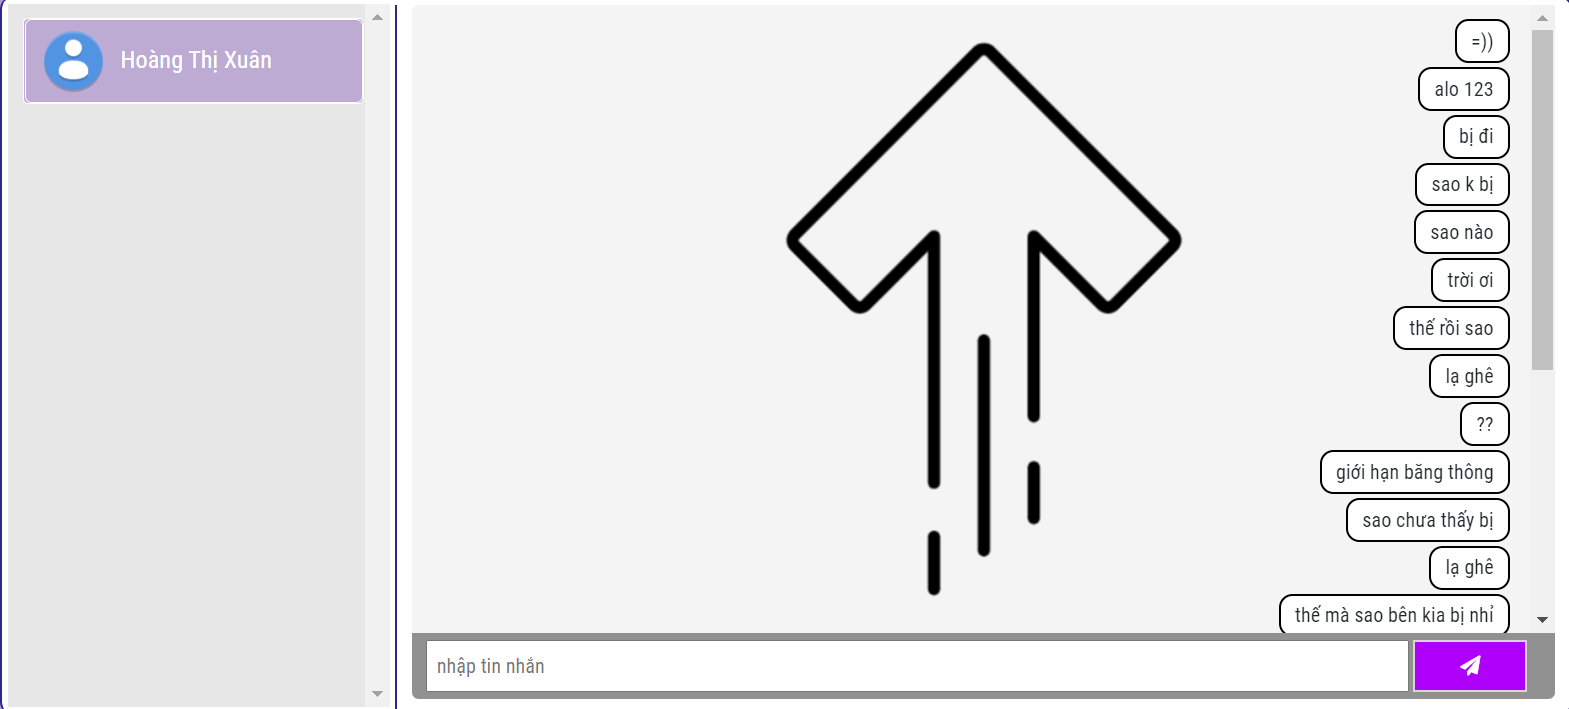 Hoàng Thị Xuân
=))
alo 123
bị đi
sao k bị
sao nào
trời ơi
thế rồi sao
lạ ghê
??
giới hạn băng thông
sao chưa thấy bị
lạ ghê
thế mà sao bên kia bị nhỉ
nhập tin nhắn